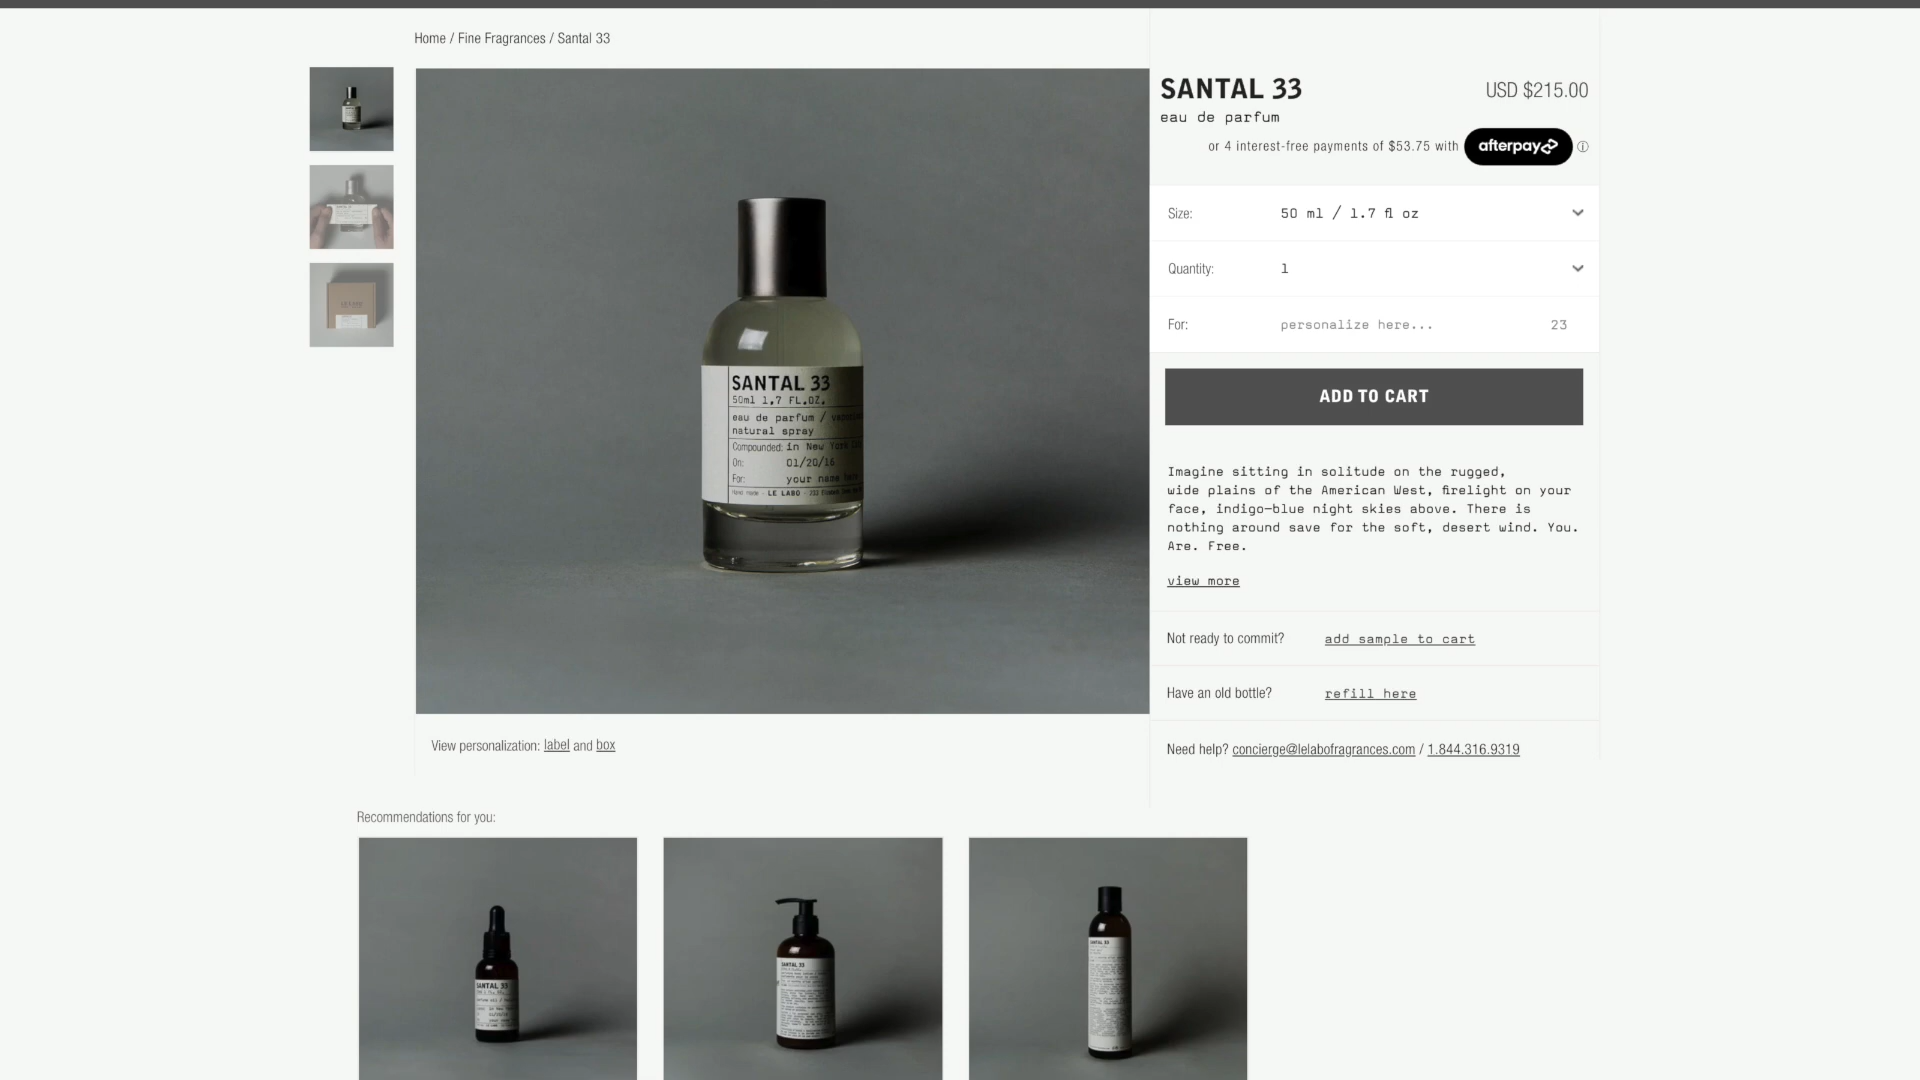 Home / Fine Fragrances / Santal 33
SANTAL 33
USD $215.00
eau de parfum
or 4 interest-free payments of $53.75 with afterpay
Size: 50 ml / 1.7 fl oz
Quantity: 1
For: personalize here... 23
ADD TO CART
SANTAL 33
50ml 1.7 FL.OZ.
eau de parfum /
natural spray
Compounded: in New York
On: 01/20/16
For: your name
LE LABO
Imagine sitting in solitude on the rugged,
wide plains of the American West, firelight on your
face, indigo-blue night skies above. There is
nothing around save for the soft, desert wind. You.
Are. Free.
view more
Not ready to commit? add sample to cart
Have an old bottle? refill here
View personalization: label and box
Need help? concierge@lelabofragrances.com / 1.844.316.9319
Recommendations for you:
SANTAL 33
SANTAL 33
SANTAL 33